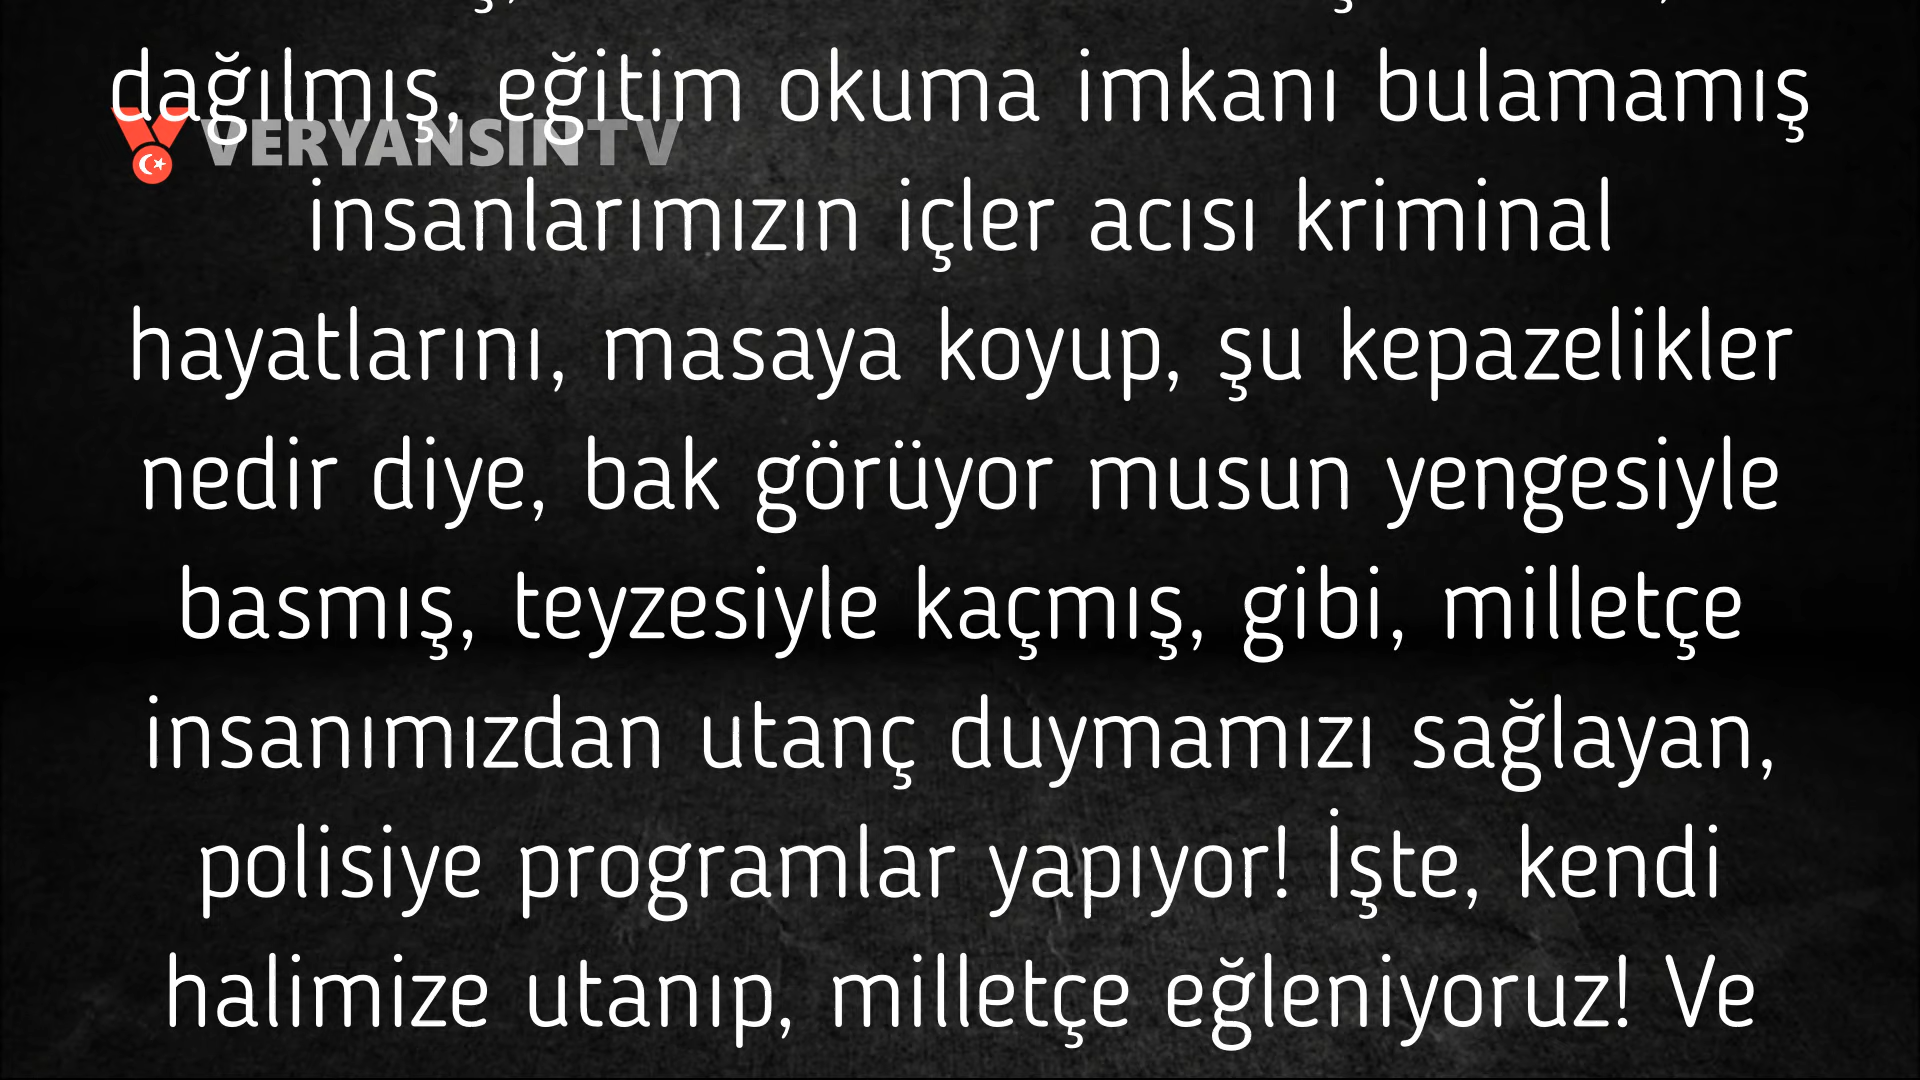 dağılmış, eğitim okuma imkanı bulamamış
VERYANSINTV
insanlarımızın içler acısı kriminal
hayatlarını, masaya koyup, şu kepazelikler
nedir diye, bak görüyor musun yengesiyle
basmış, teyzesiyle kaçmış, gibi, milletçe
insanımızdan utanç duymamızı sağlayan,
polisiye programlar yapıyor! İşte, kendi
halimize utanıp, milletçe eğleniyoruz! Ve